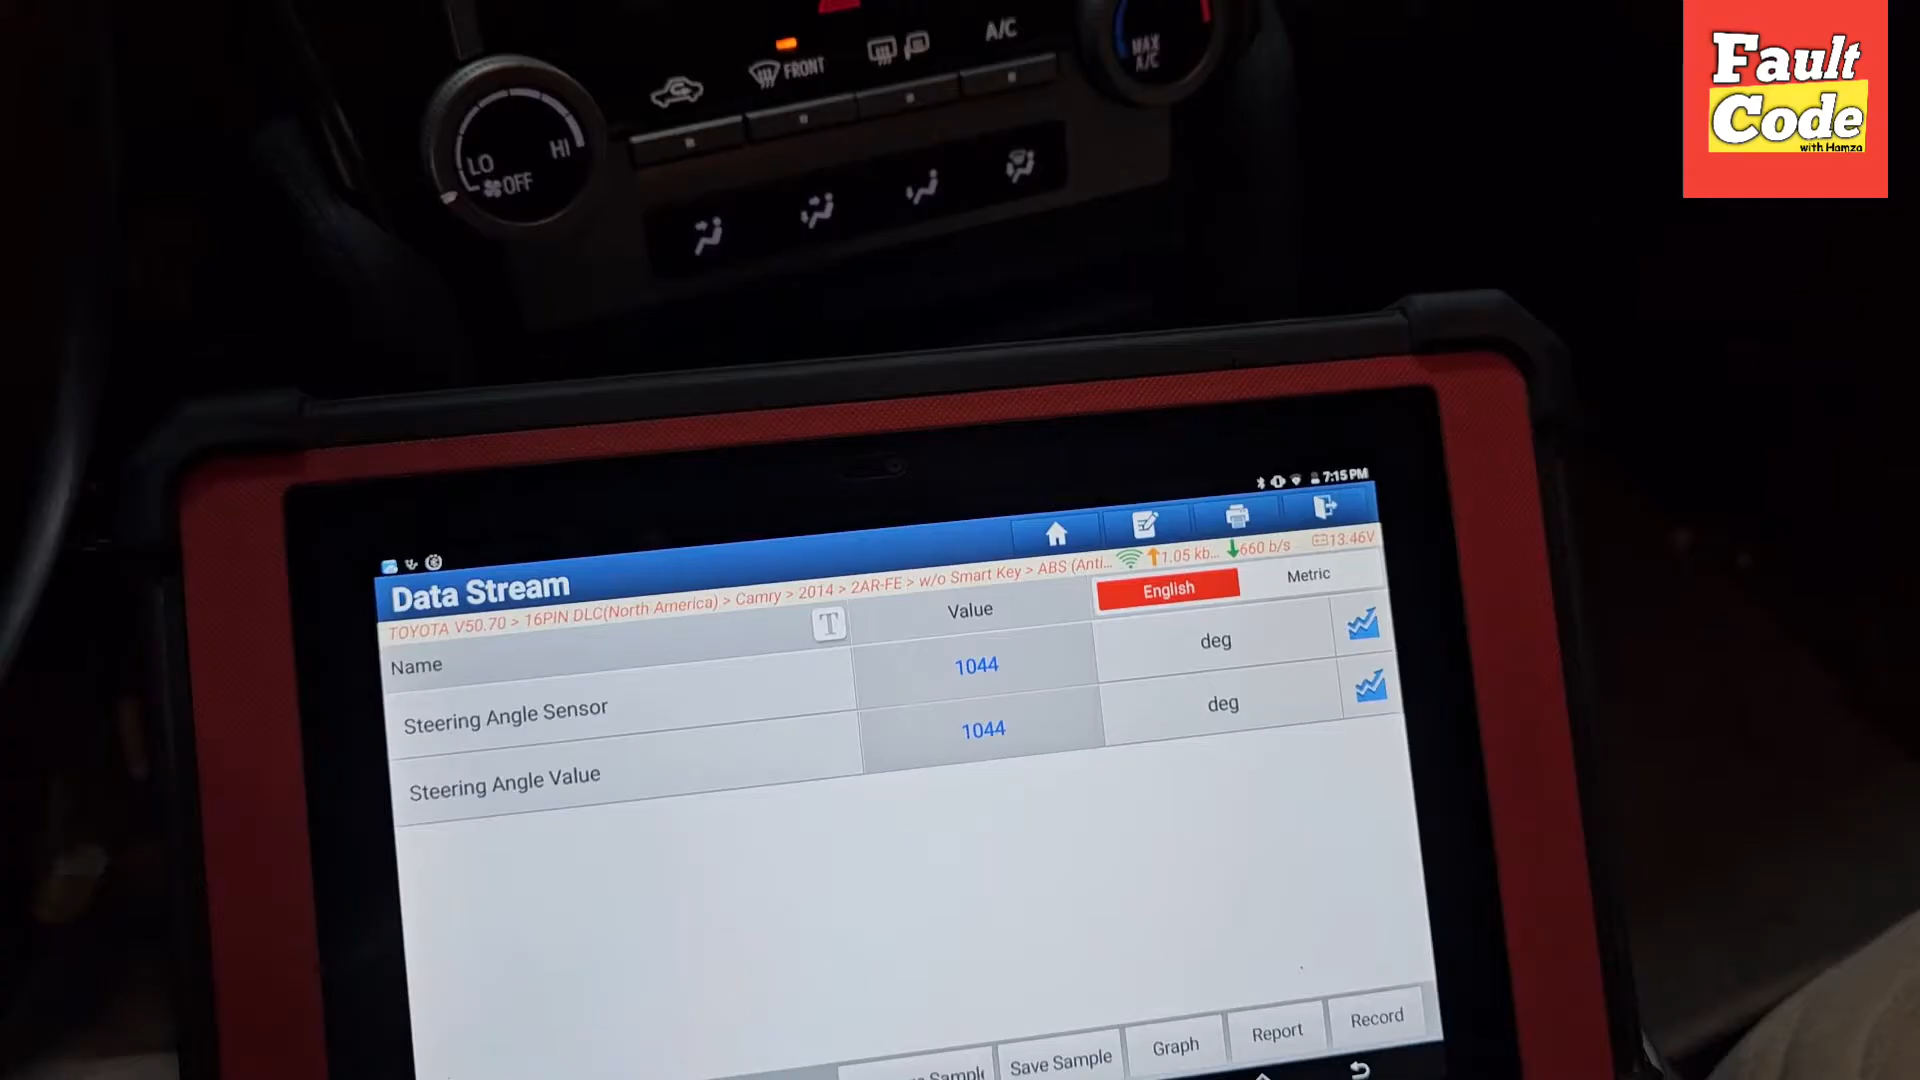 Fault
Code
with Hamza
A/C
FRONT
MAX
A/C
LO
HI
OFF
7:15 PM
Data Stream
TOYOTA V50.70 > 16PIN DLC(North America) > Camry > 2014 > 2AR-FE > w/o Smart Key > ABS (Anti...
1.05 kb...
660 b/s
13.46V
Name
T
Value
English
Metric
Steering Angle Sensor
1044
deg
Steering Angle Value
1044
deg
Save Sample
Graph
Report
Record